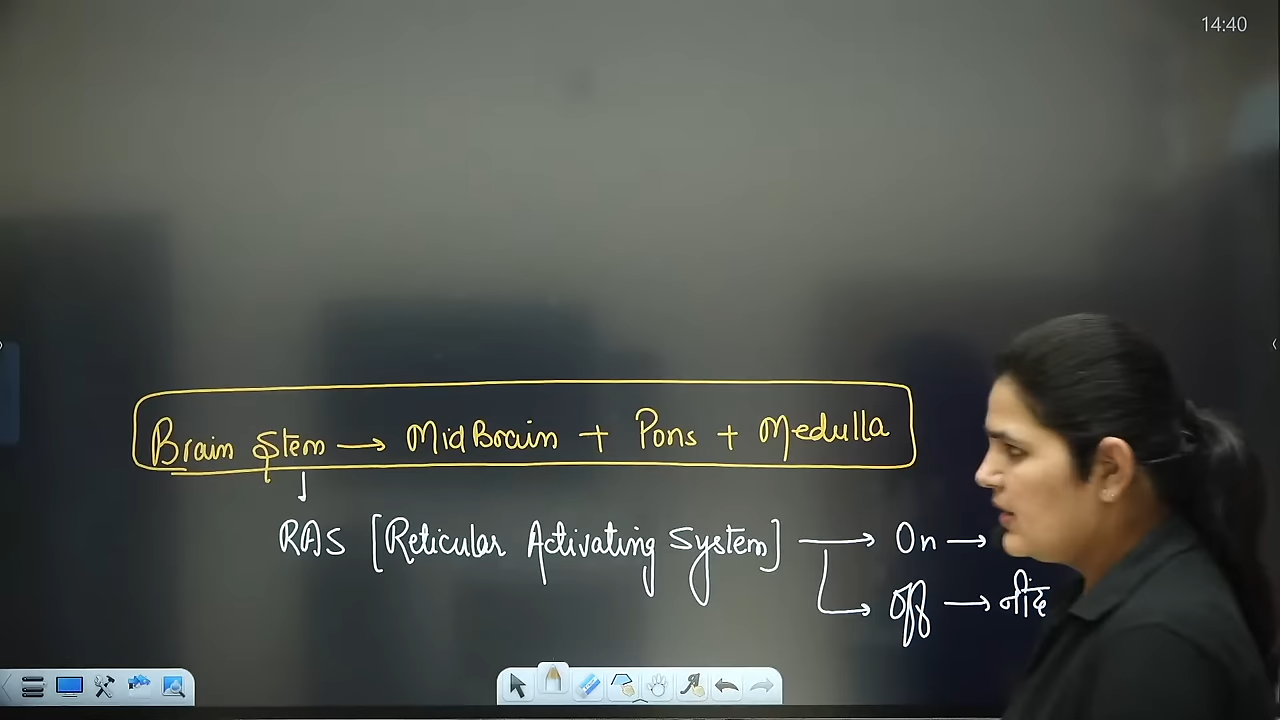 14:40
Brain Stem → MidBrain + Pons + Medulla
↓
RAS [Reticular Activating System] → On →
Off → नींद